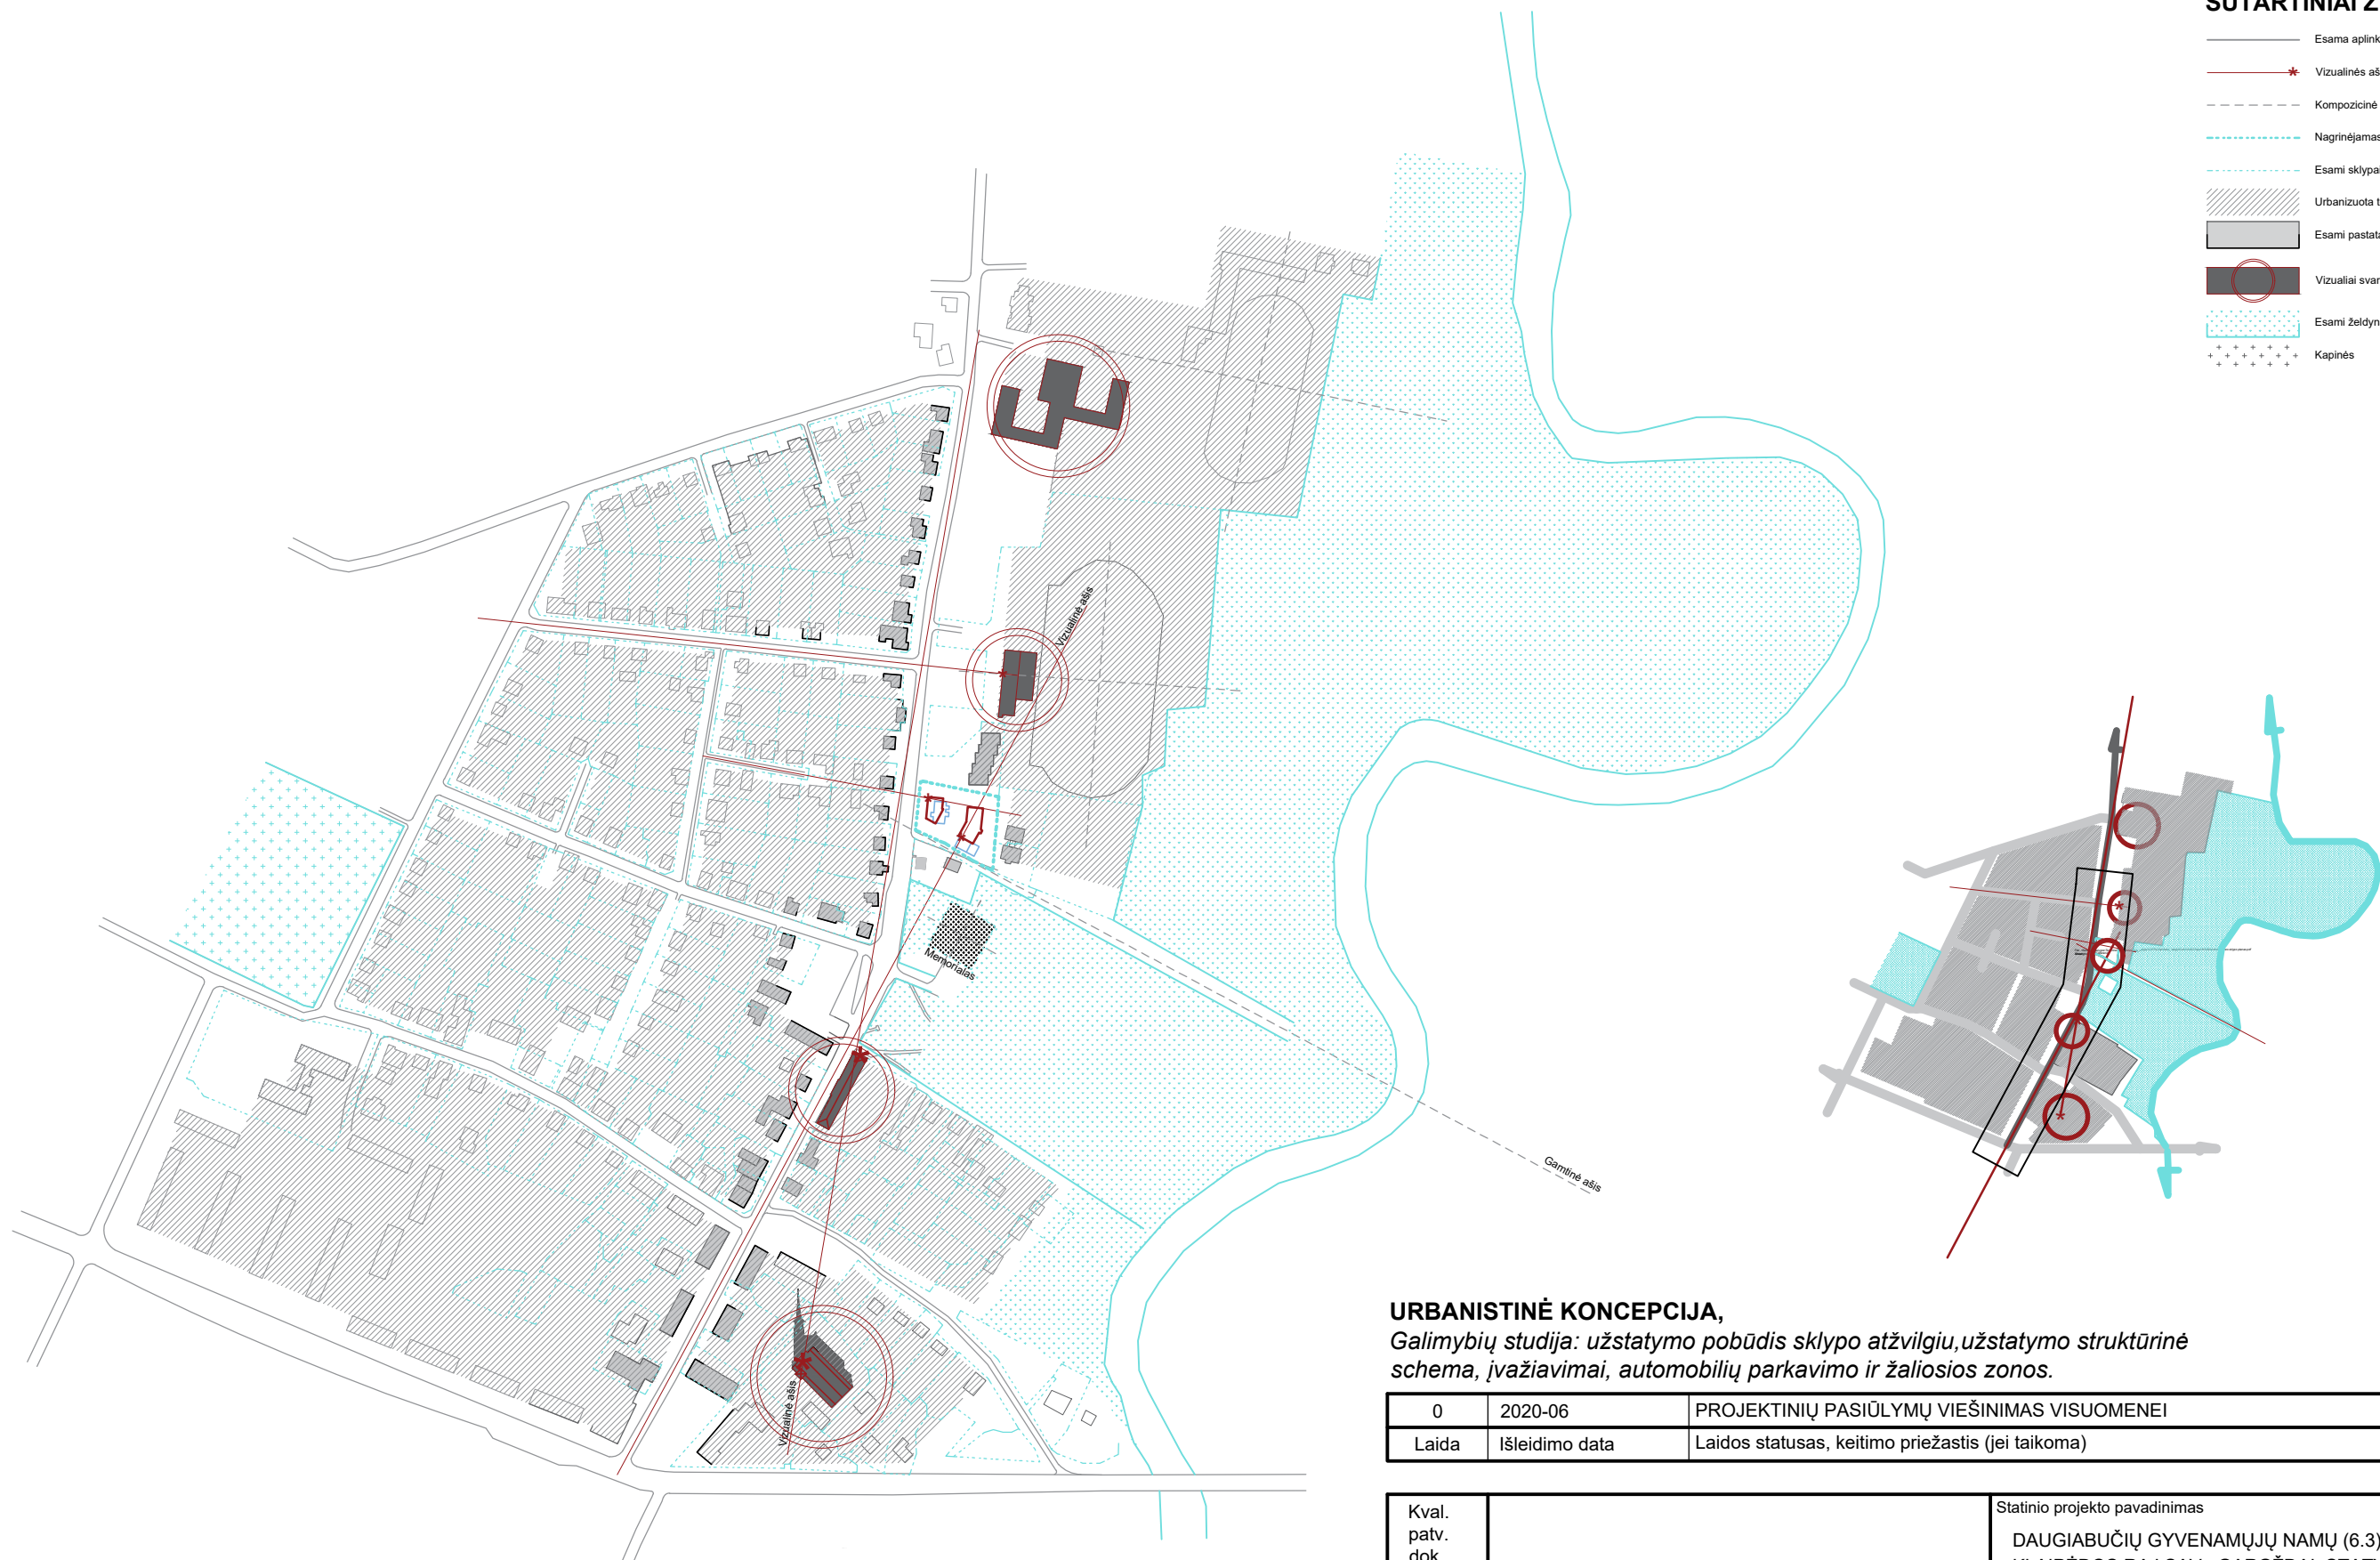 Esama aplink
Vizualinės aš
Kompozicinė
Nagrinėjamas
Esami sklypai
Urbanizuota t
Esami pastata
Vizualiai svar
Esami želdyn
Kapinės
Vizualinė ašis
Memorialas
Gamtinė ašis
Vizualinė ašis
URBANISTINĖ KONCEPCIJA,
Galimybių studija: užstatymo pobūdis sklypo atžvilgiu,užstatymo struktūrinė
schema, įvažiavimai, automobilių parkavimo ir žaliosios zonos.
0 2020-06 PROJEKTINIŲ PASIŪLYMŲ VIEŠINIMAS VISUOMENEI
Laida Išleidimo data Laidos statusas, keitimo priežastis (jei taikoma)
Kval.
patv.
dok.
Statinio projekto pavadinimas
DAUGIABUČIŲ GYVENAMŲJŲ NAMŲ (6.3)